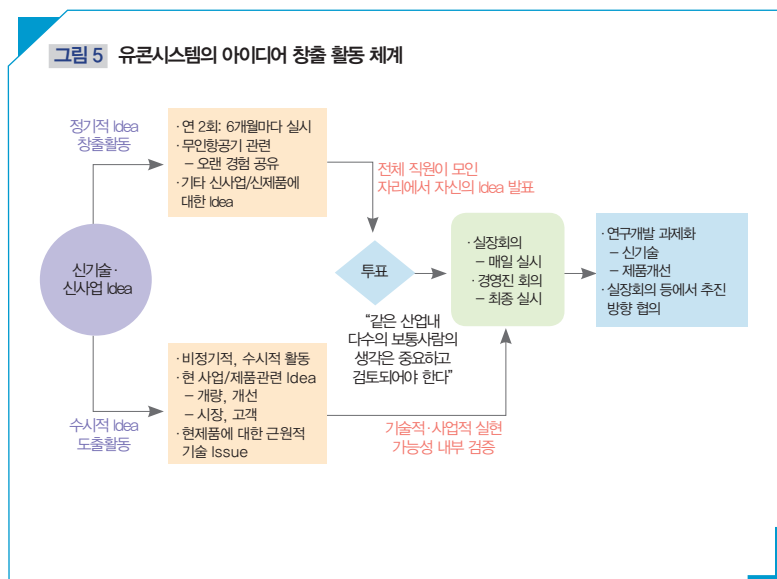 그림 5 유콘시스템의 아이디어 창출 활동 체계
정기적 Idea
창출활동
· 연 2회: 6개월마다 실시
· 무인항공기 관련
– 오랜 경험 공유
· 기타 신사업/신제품에
대한 Idea
전체 직원이 모인
자리에서 자신의 Idea 발표
신기술 ·
신사업 Idea
투표
· 실장회의
– 매일 실시
· 경영진 회의
– 최종 실시
· 연구개발 과제화
– 신기술
– 제품개선
· 실장회의 등에서 추진
방향 협의
“같은 산업내
다수의 보통사람의
생각은 중요하고
검토되어야 한다”
수시적 Idea
도출활동
· 비정기적, 수시적 활동
· 현 사업/제품관련 Idea
– 개량, 개선
– 시장, 고객
· 현제품에 대한 근원적
기술 Issue
기술적·사업적 실현
가능성 내부 검증